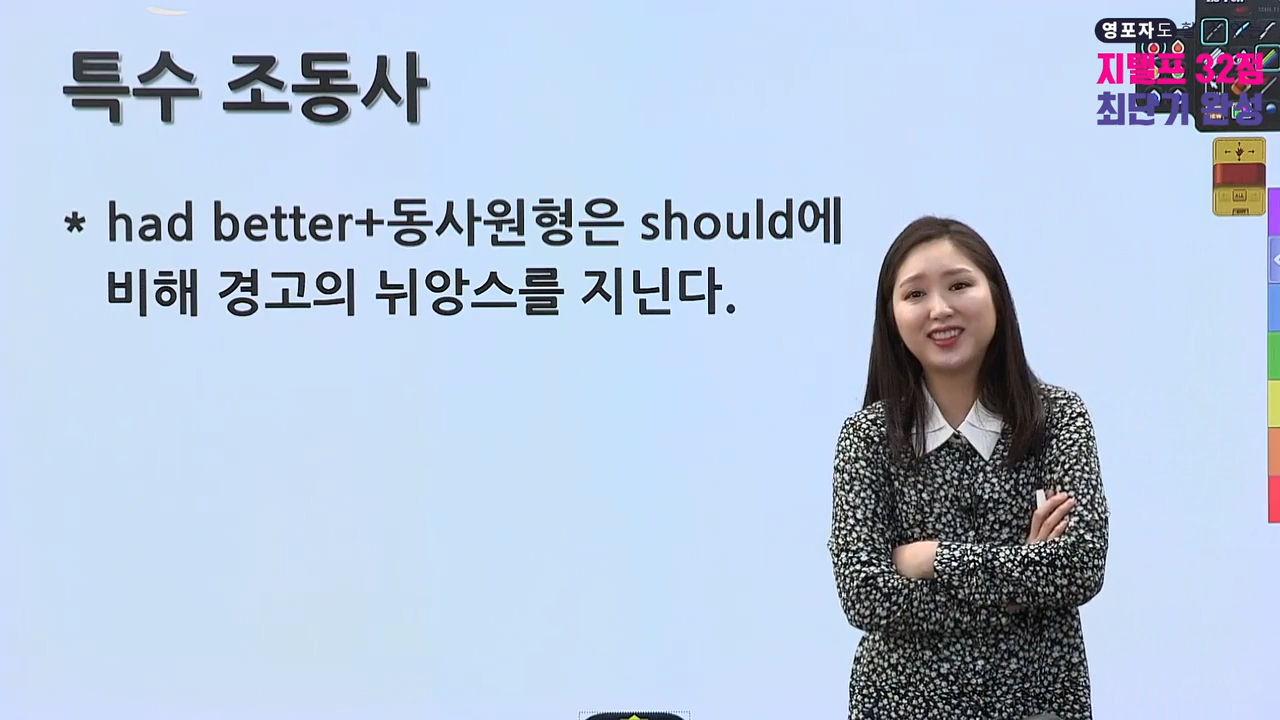 특수 조동사
영포자도
지텔프 32점
최단기 완성
* had better+동사원형은 should에
비해 경고의 뉘앙스를 지닌다.